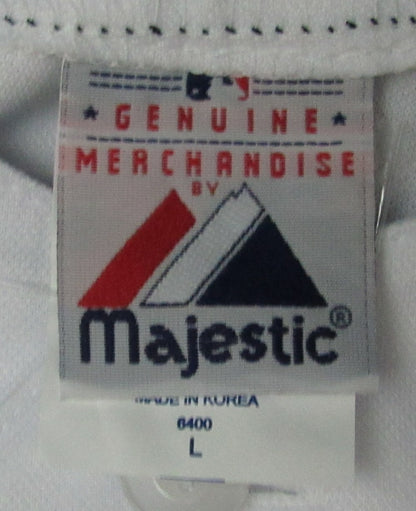 ★ GENUINE ★
MERCHANDISE
BY
Majestic®
MADE IN KOREA
6400
L